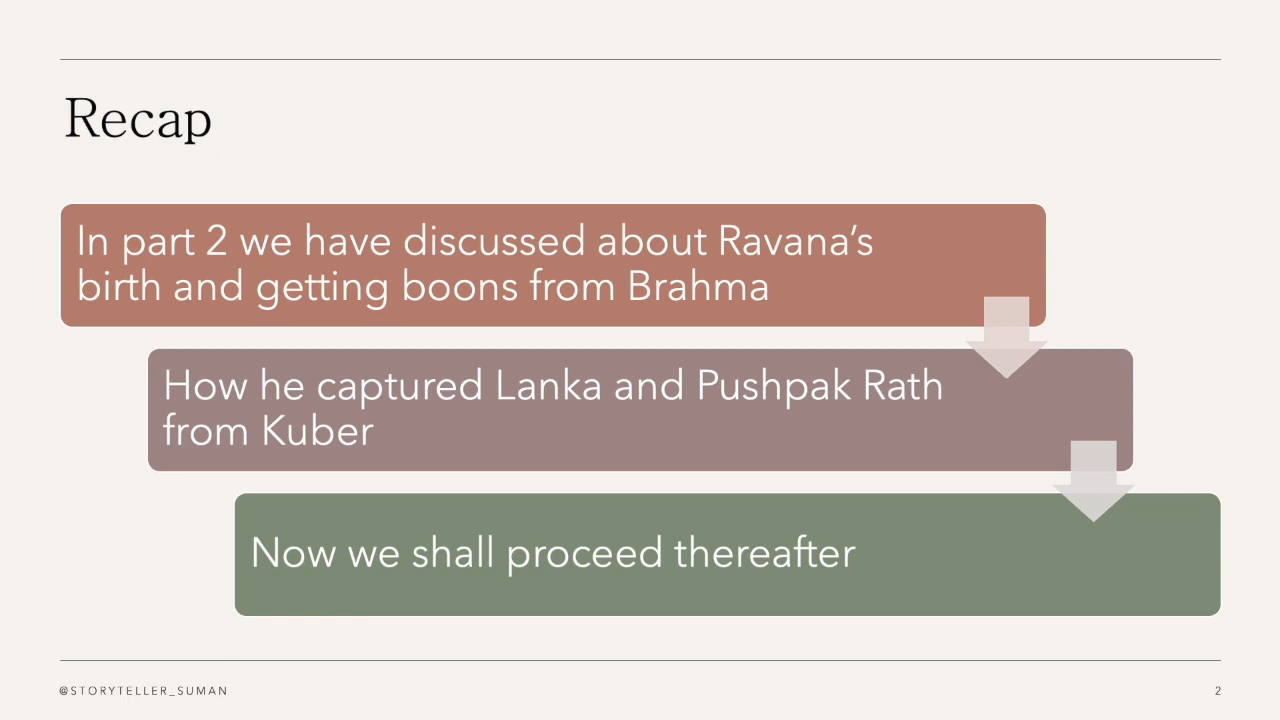 Recap
In part 2 we have discussed about Ravana’s
birth and getting boons from Brahma
How he captured Lanka and Pushpak Rath
from Kuber
Now we shall proceed thereafter
@STORYTELLER_SUMAN
2